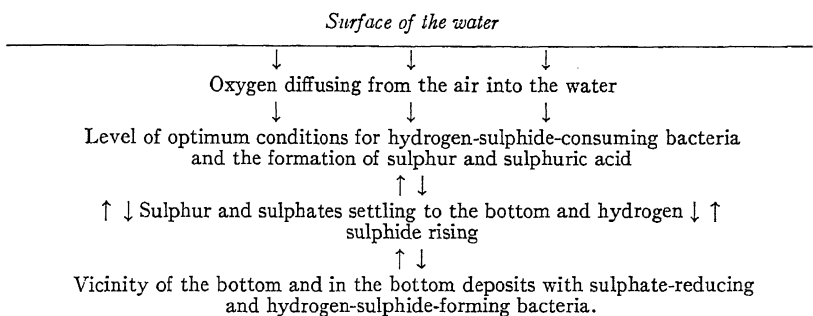 Surface of the water
↓ ↓ ↓
Oxygen diffusing from the air into the water
↓ ↓ ↓
Level of optimum conditions for hydrogen-sulphide-consuming bacteria
and the formation of sulphur and sulphuric acid
↑ ↓
↑ ↓ Sulphur and sulphates settling to the bottom and hydrogen ↓ ↑
sulphide rising
↑ ↓
Vicinity of the bottom and in the bottom deposits with sulphate-reducing
and hydrogen-sulphide-forming bacteria.